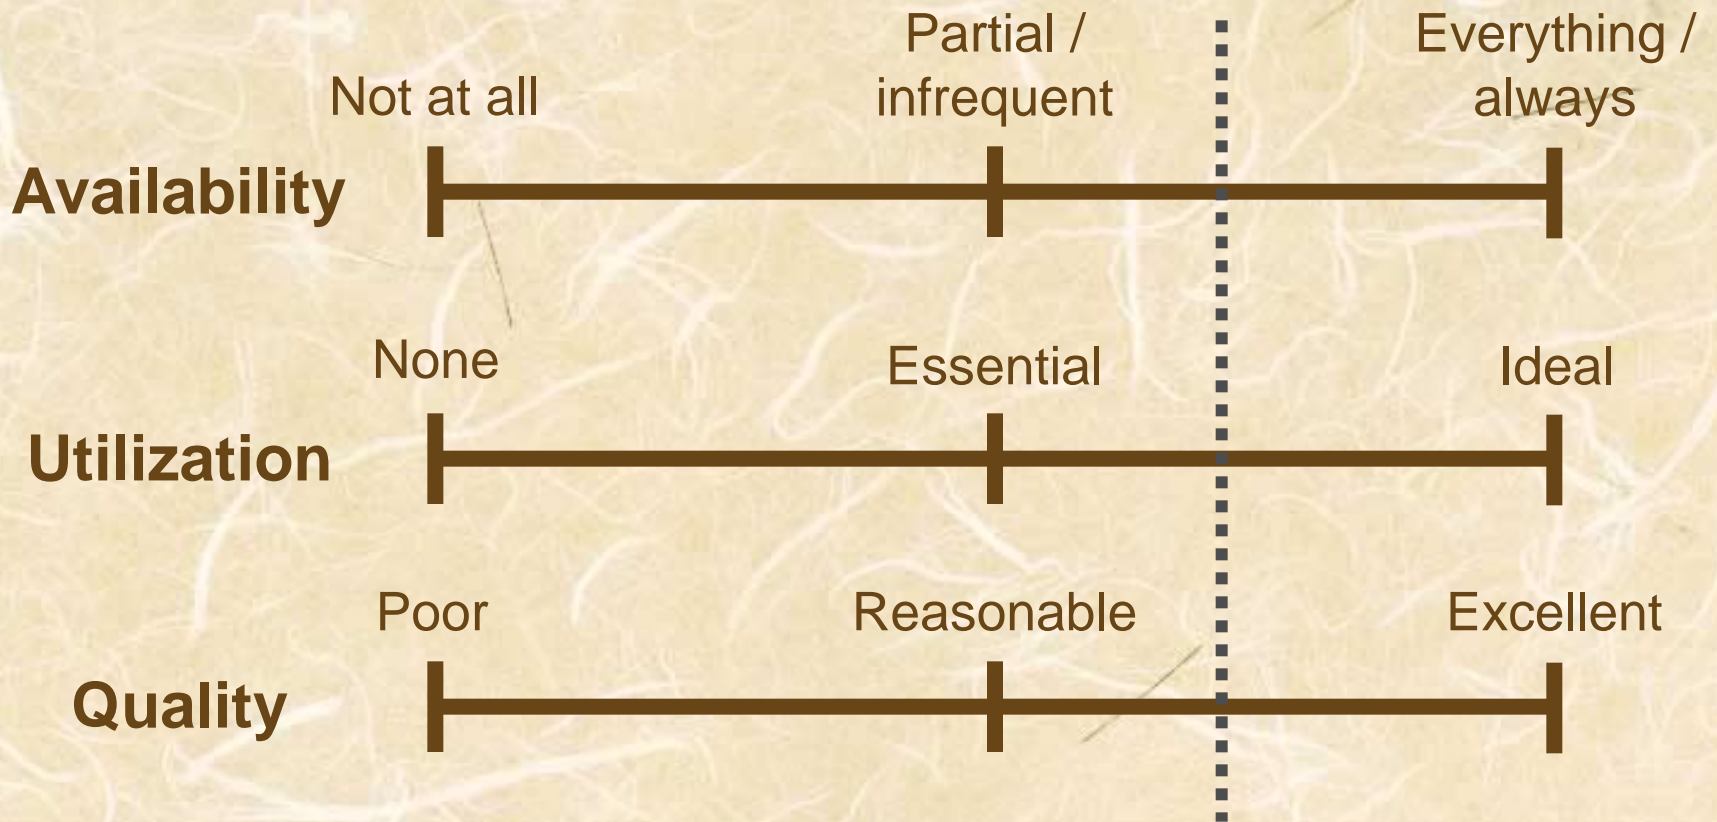 Not at all
Partial /
infrequent
Everything /
always
Availability
None
Essential
Ideal
Utilization
Poor
Reasonable
Excellent
Quality